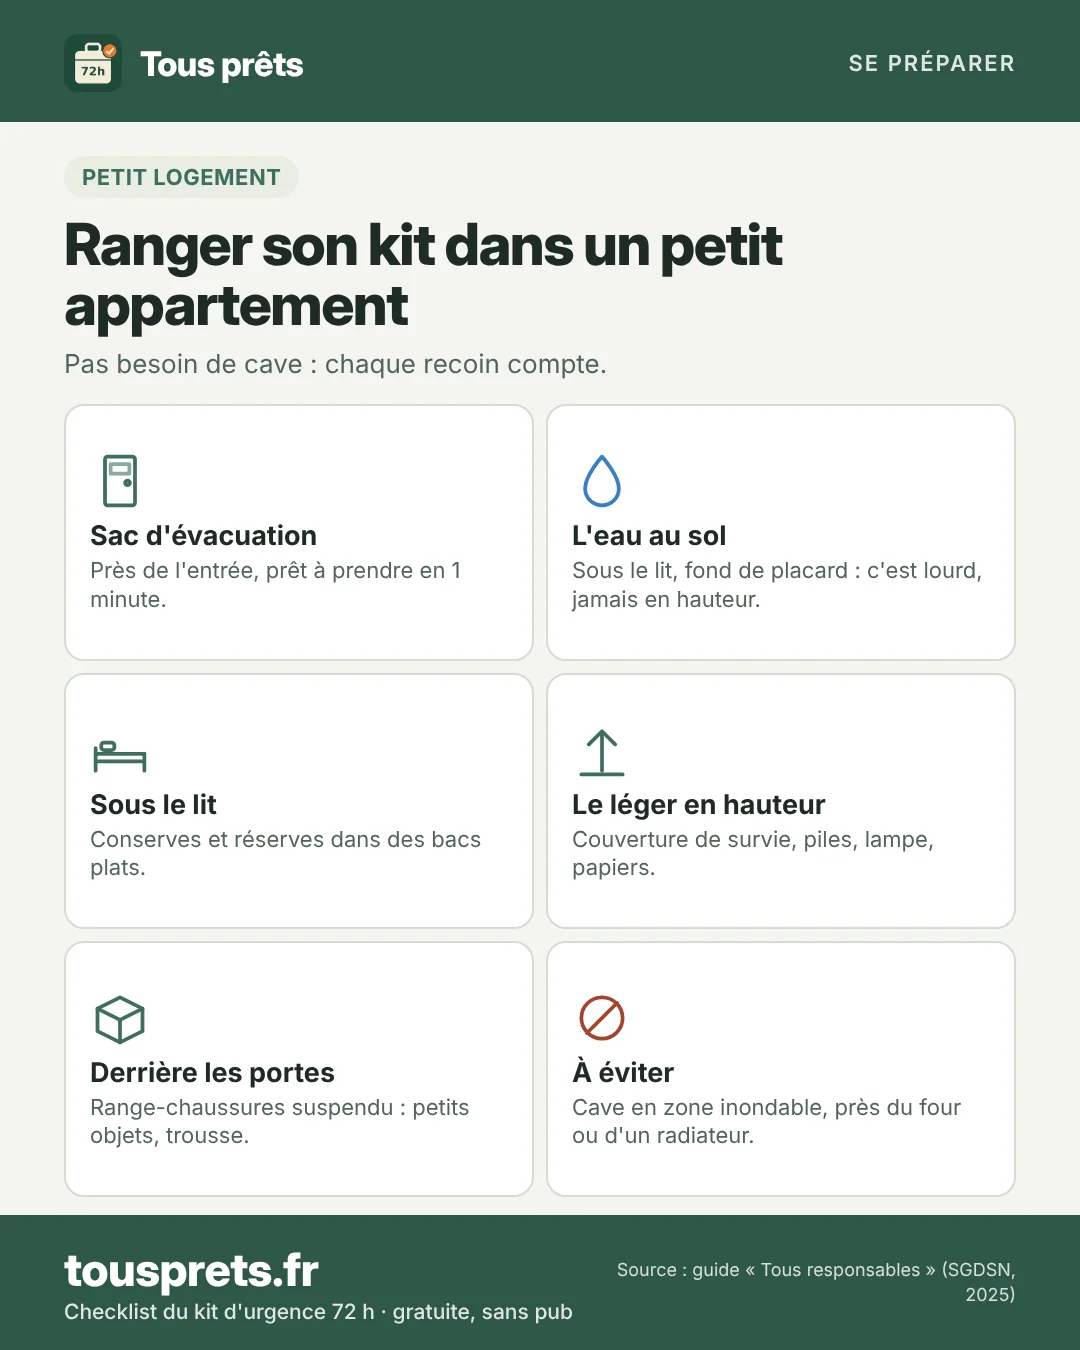 72h
Tous prêts
SE PRÉPARER
PETIT LOGEMENT
Ranger son kit dans un petit
appartement
Pas besoin de cave : chaque recoin compte.
Sac d'évacuation
Près de l'entrée, prêt à prendre en 1
minute.
L'eau au sol
Sous le lit, fond de placard : c'est lourd,
jamais en hauteur.
Sous le lit
Conserves et réserves dans des bacs
plats.
Le léger en hauteur
Couverture de survie, piles, lampe,
papiers.
Derrière les portes
Range-chaussures suspendu : petits
objets, trousse.
À éviter
Cave en zone inondable, près du four
ou d'un radiateur.
tousprets.fr
Checklist du kit d'urgence 72 h · gratuite, sans pub
Source : guide « Tous responsables » (SGDSN,
2025)